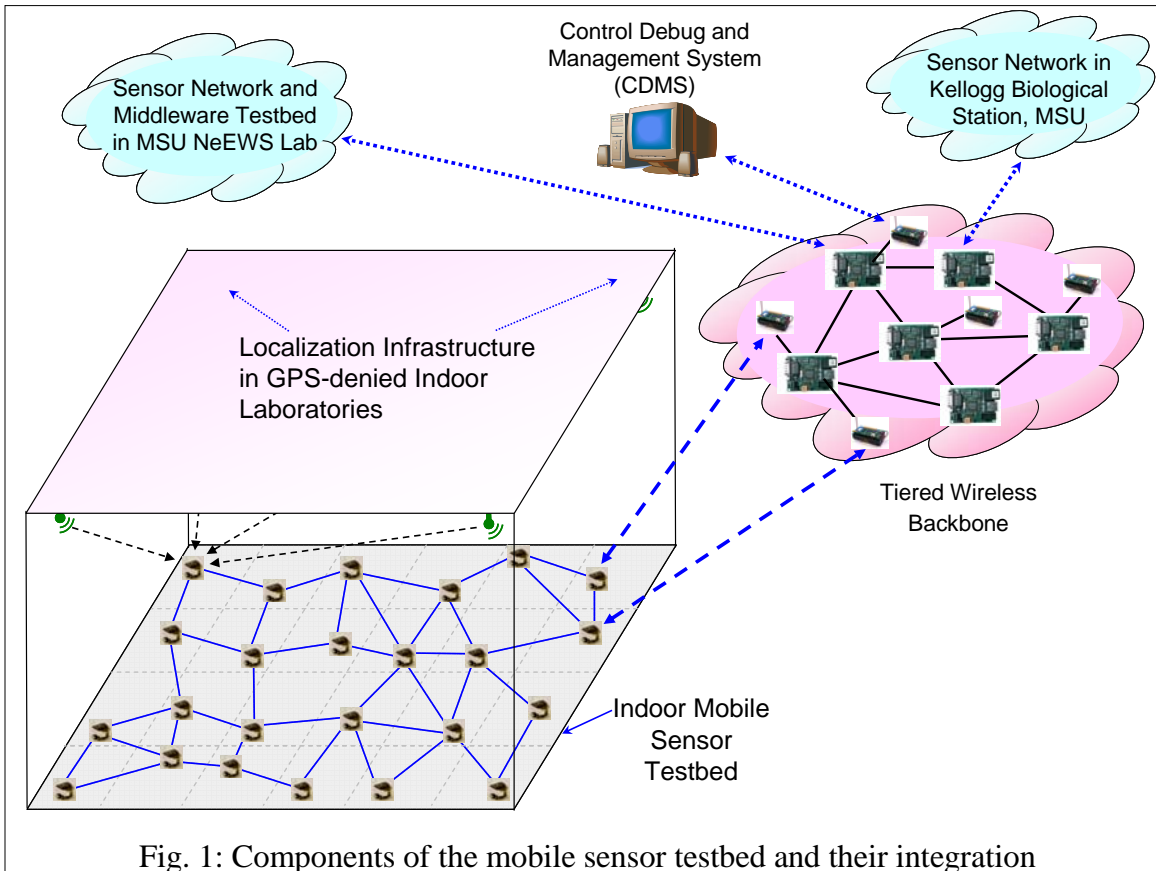 Control Debug and
Management System
(CDMS)
Sensor Network and
Middleware Testbed
in MSU NeEWS Lab
Sensor Network in
Kellogg Biological
Station, MSU
Localization Infrastructure
in GPS-denied Indoor
Laboratories
Tiered Wireless
Backbone
Indoor Mobile
Sensor
Testbed
Fig. 1: Components of the mobile sensor testbed and their integration